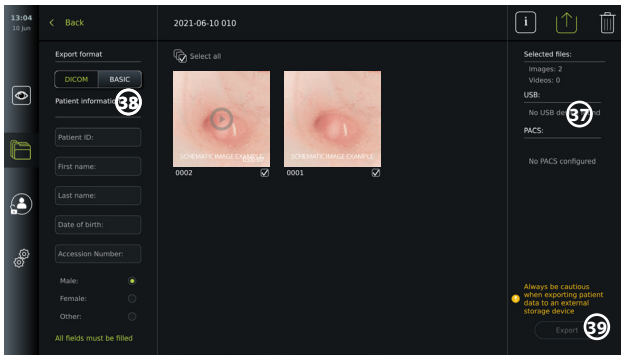 13:04
10 Jun
Back
2021-06-10 010
i
Export format
DICOM BASIC
Patient information
38
Patient ID:
First name:
Last name:
Date of birth:
Accession Number:
Male:
Female:
Other:
All fields must be filled
Select all
SCHEMATIC IMAGE EXAMPLE
SCHEMATIC IMAGE EXAMPLE
0002
0001
Selected files:
Images: 2
Videos: 0
USB:
No USB
37
PACS:
No PACS configured
Always be cautious
when exporting patient
data to an external
storage device
Export
39